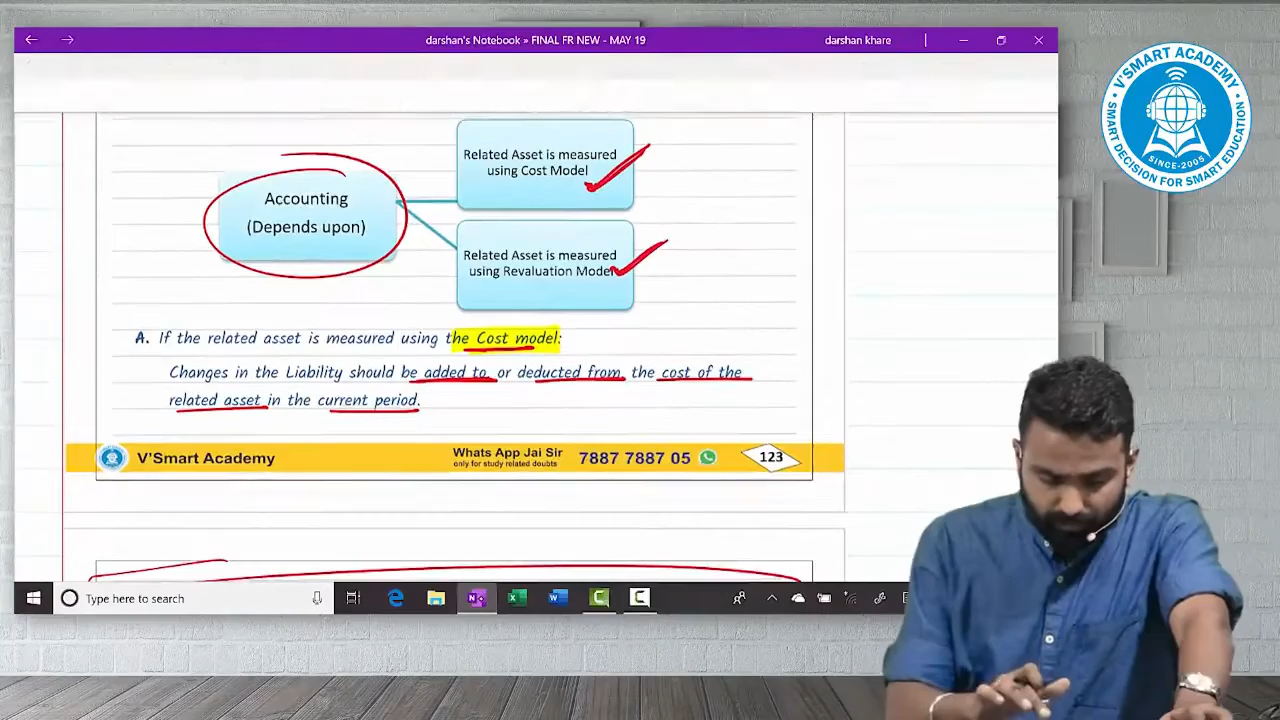 darshan's Notebook » FINAL FR NEW - MAY 19
darshan khare
V'SMART ACADEMY
SINCE-2005
SMART DECISION FOR SMART EDUCATION
Accounting
(Depends upon)
Related Asset is measured
using Cost Model
Related Asset is measured
using Revaluation Model
A. If the related asset is measured using the Cost model:
Changes in the Liability should be added to or deducted from the cost of the
related asset in the current period.
V'Smart Academy
Whats App Jai Sir
only for study related doubts
7887 7887 05
123
Type here to search